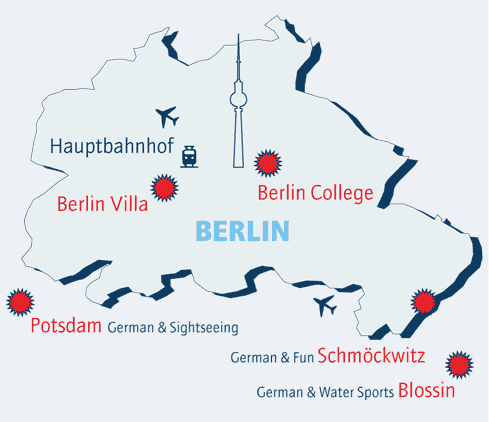 Hauptbahnhof
Berlin College
Berlin Villa
BERLIN
Potsdam German & Sightseeing
German & Fun Schmöckwitz
German & Water Sports Blossin